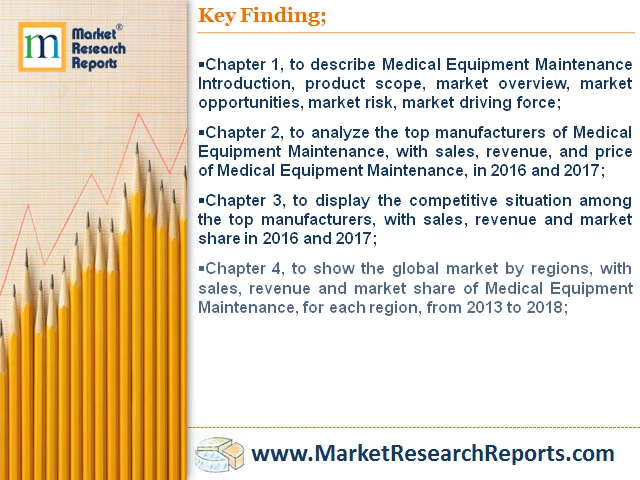 m
Market®
Research
Reports
Key Finding;
▪Chapter 1, to describe Medical Equipment Maintenance
Introduction, product scope, market overview, market
opportunities, market risk, market driving force;
▪Chapter 2, to analyze the top manufacturers of Medical
Equipment Maintenance, with sales, revenue, and price
of Medical Equipment Maintenance, in 2016 and 2017;
▪Chapter 3, to display the competitive situation among
the top manufacturers, with sales, revenue and market
share in 2016 and 2017;
▪Chapter 4, to show the global market by regions, with
sales, revenue and market share of Medical Equipment
Maintenance, for each region, from 2013 to 2018;
www.MarketResearchReports.com